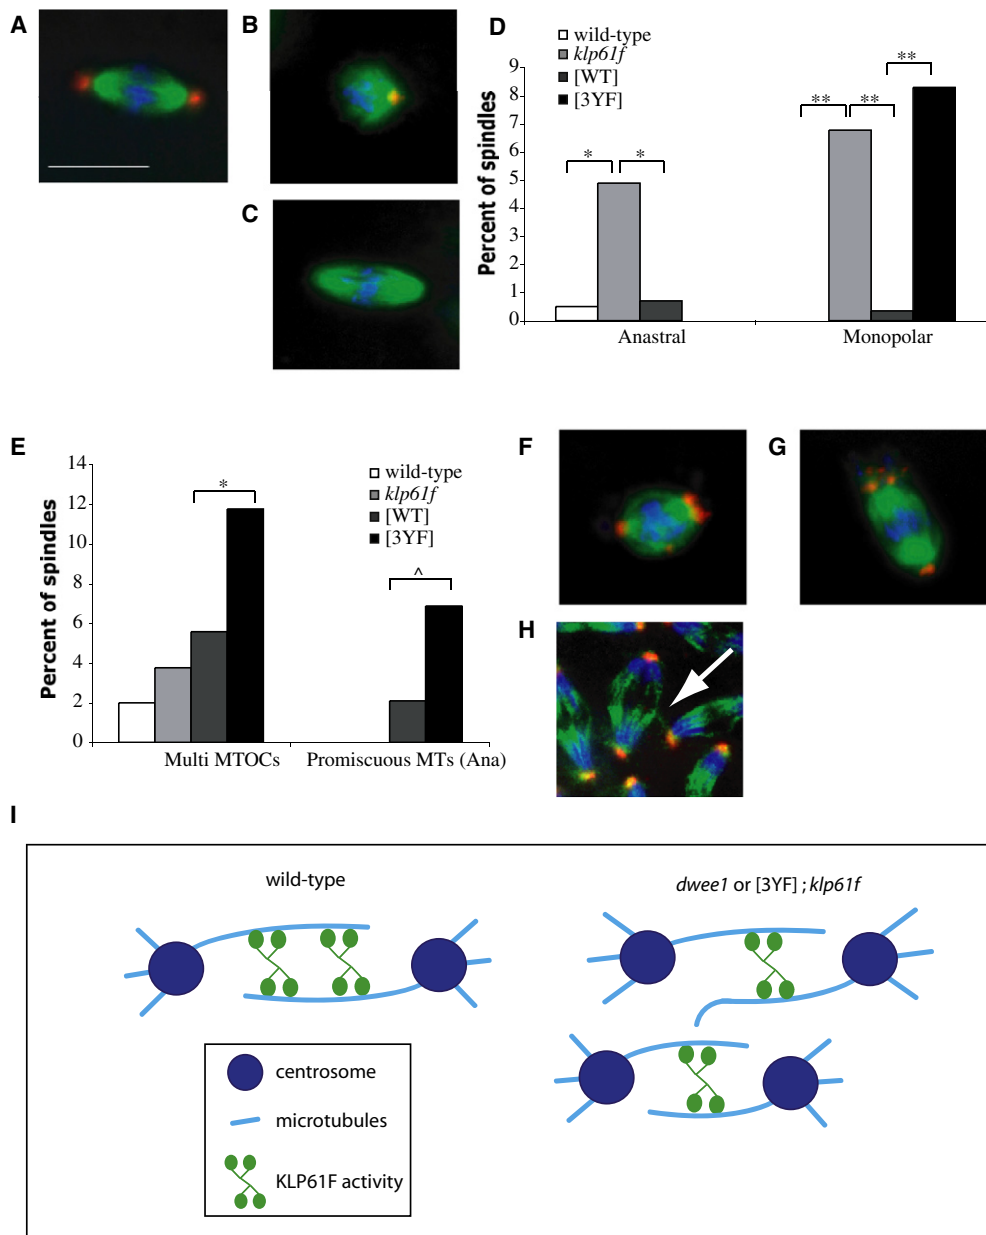 A
B
C
D
wild-type
klp61f
[WT]
[3YF]
Percent of spindles
9
8
7
6
5
4
3
2
1
0
* *
** ** **
Anastral
Monopolar
E
wild-type
klp61f
[WT]
[3YF]
Percent of spindles
14
12
10
8
6
4
2
0
*
^
Multi MTOCs
Promiscuous MTs (Ana)
F
G
H
I
wild-type
dwee1 or [3YF] ; klp61f
centrosome
microtubules
KLP61F activity